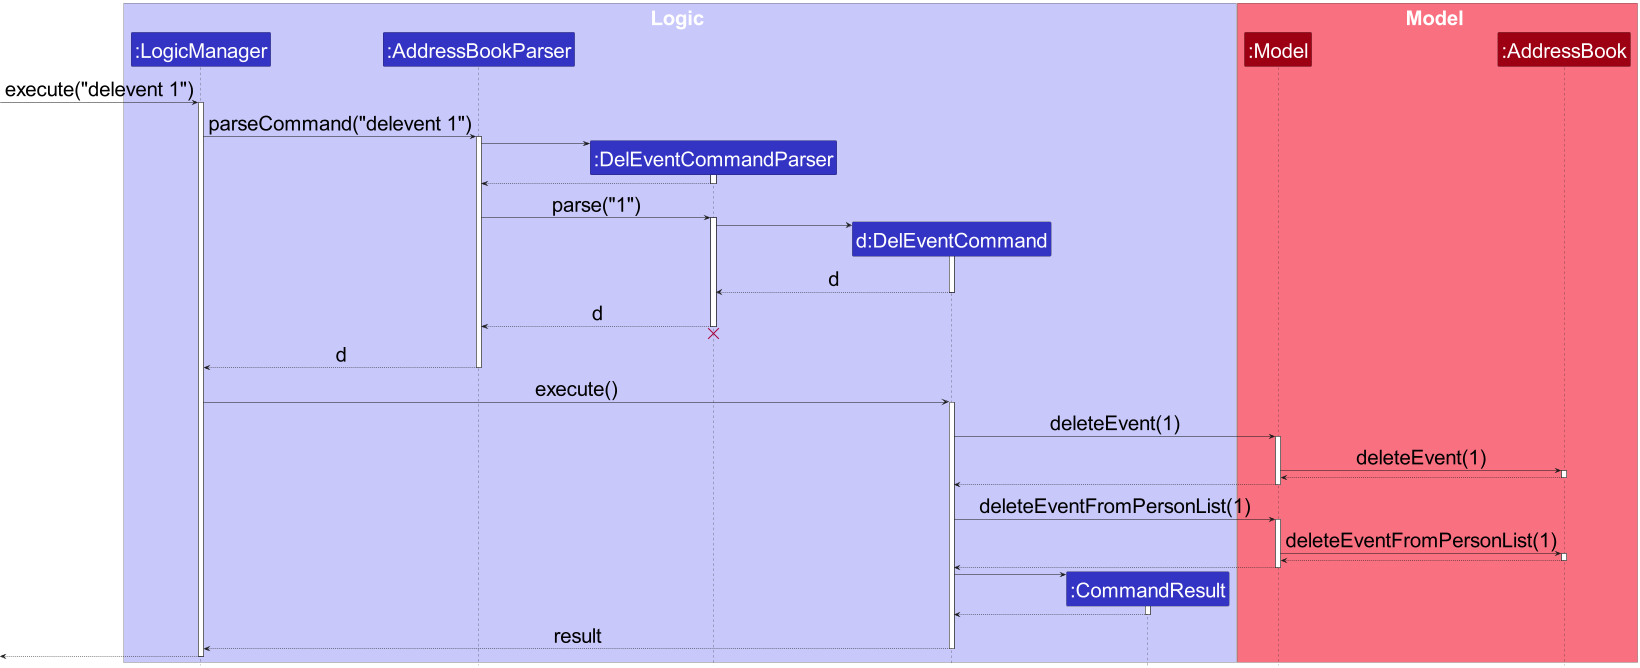 Logic
Model
:LogicManager
:AddressBookParser
:Model
:AddressBook
execute("delevent 1")
parseCommand("delevent 1")
:DelEventCommandParser
parse("1")
d:DelEventCommand
d
d
d
execute()
deleteEvent(1)
deleteEvent(1)
deleteEventFromPersonList(1)
deleteEventFromPersonList(1)
:CommandResult
result